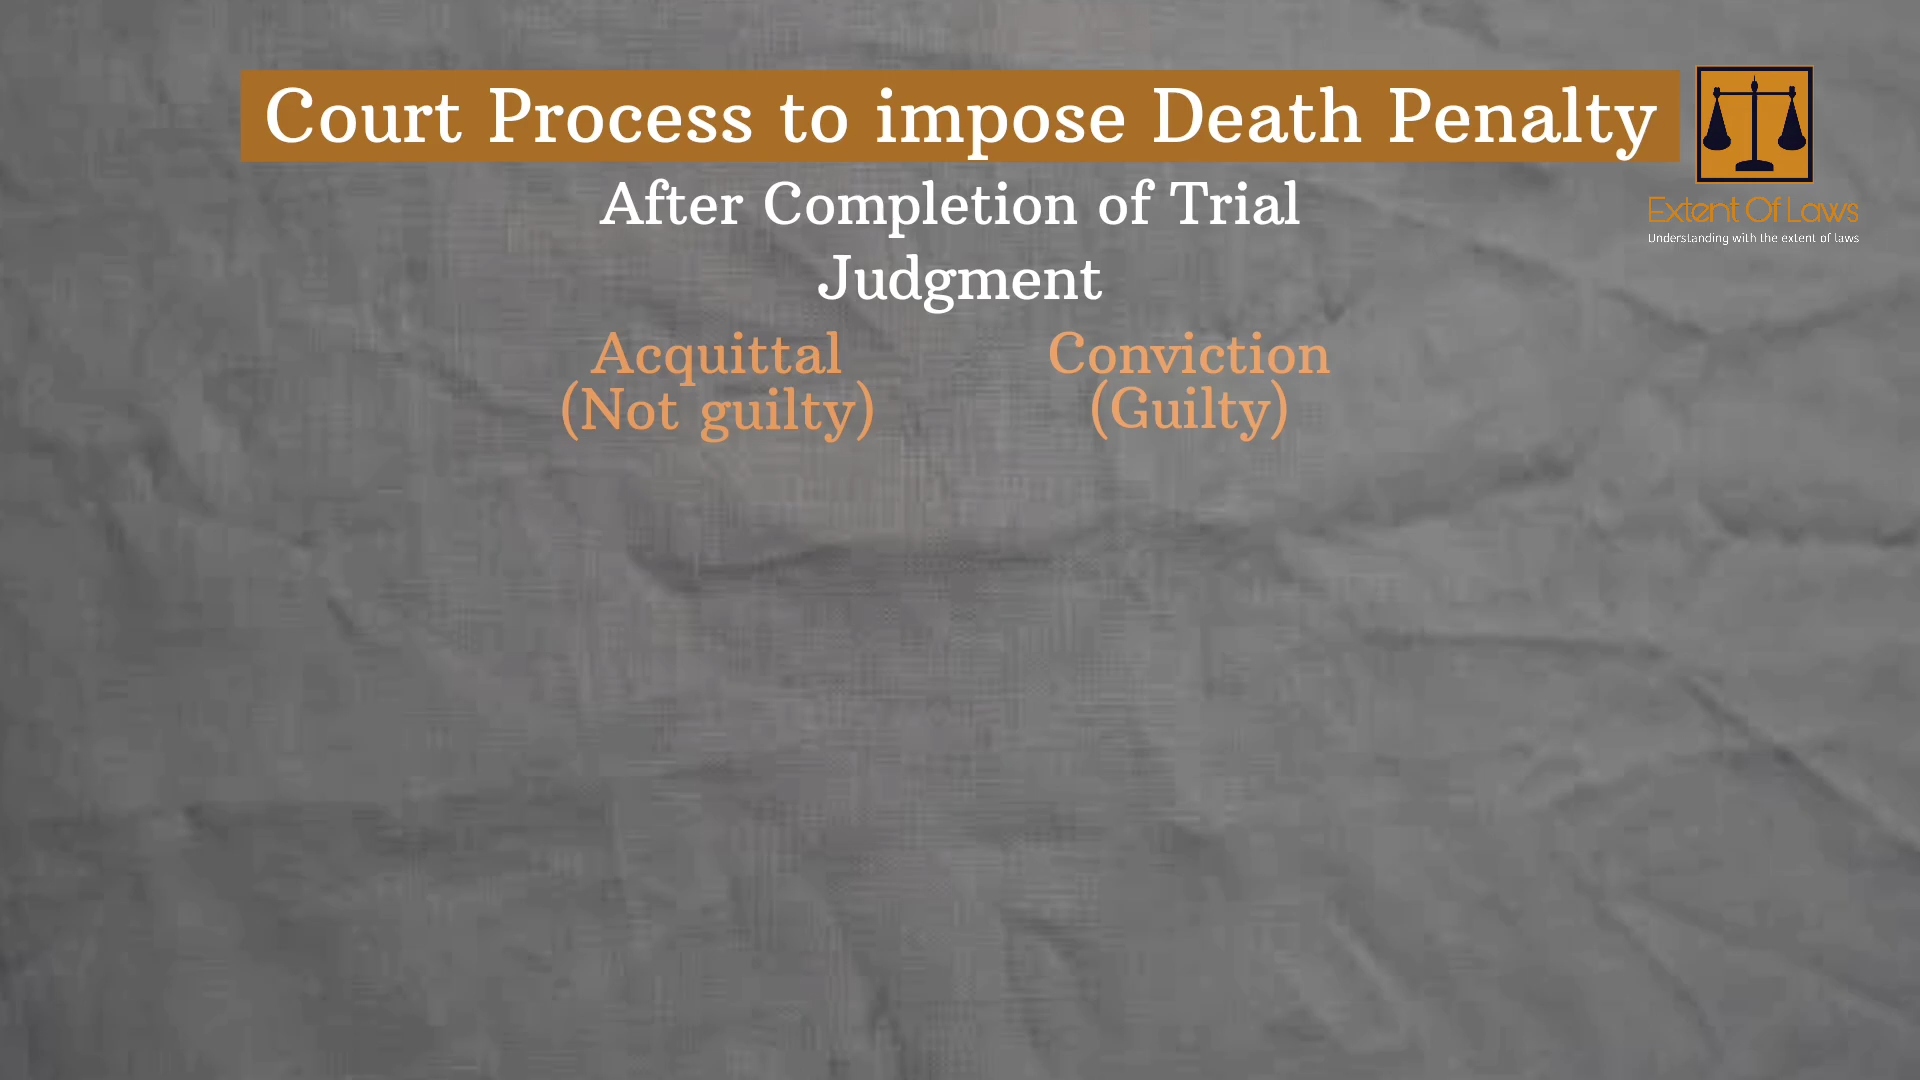 Court Process to impose Death Penalty
Extent Of Laws
Understanding with the extent of laws
After Completion of Trial
Judgment
Acquittal
(Not guilty)
Conviction
(Guilty)